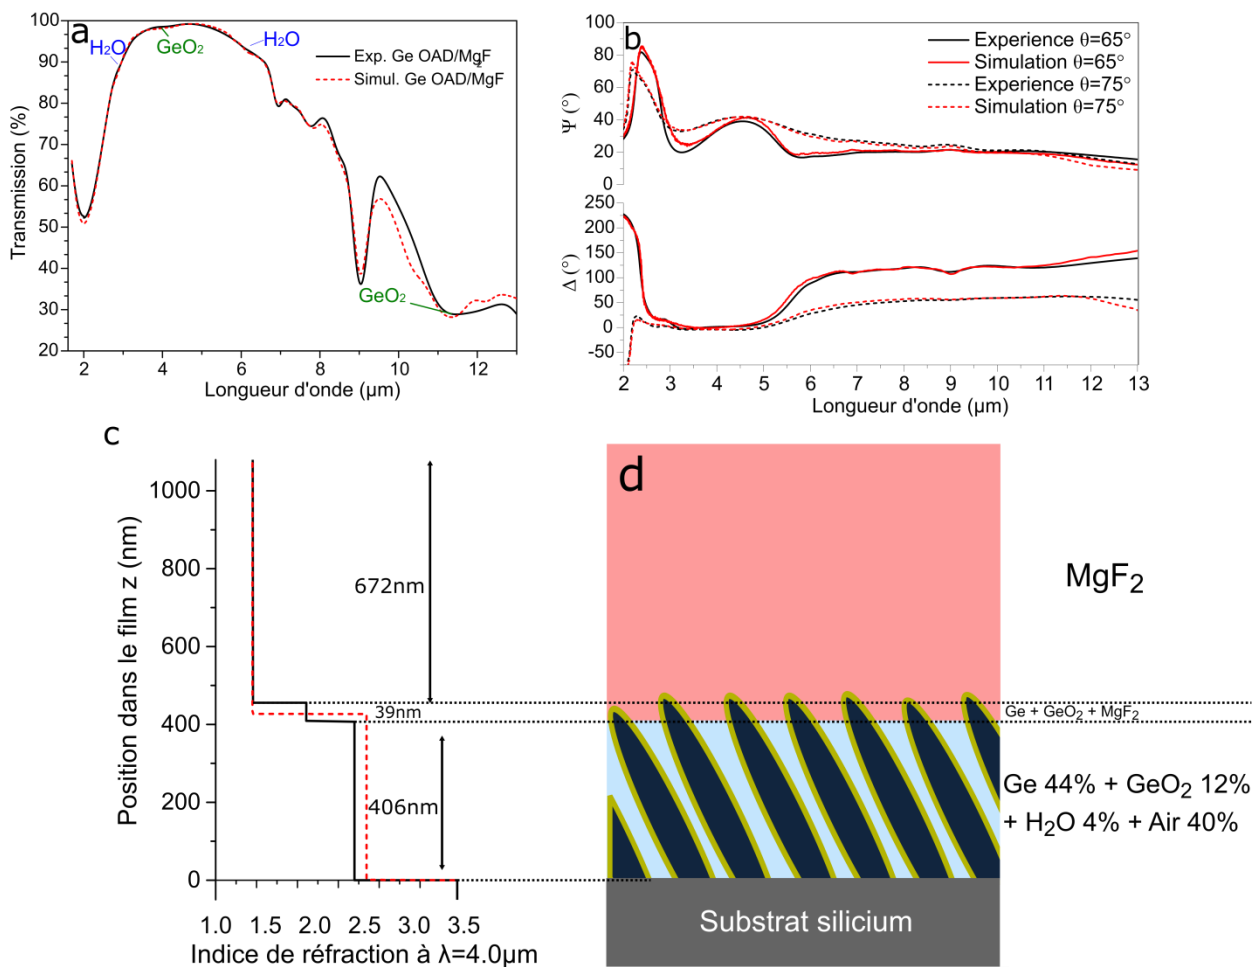 a
100
90
80
70
60
50
40
30
20
Transmission (%)
H2O
GeO2
H2O
Exp. Ge OAD/MgF2
Simul. Ge OAD/MgF
GeO2
2 4 6 8 10 12
Longueur d'onde (µm)
b
100
80
60
40
20
0
Ψ (°)
Experience θ=65°
Simulation θ=65°
Experience θ=75°
Simulation θ=75°
200
150
100
50
0
-50
Δ (°)
2 3 4 5 6 7 8 9 10 11 12 13
Longueur d'onde (µm)
c
1000
800
600
400
200
0
Position dans le film z (nm)
672nm
39nm
406nm
1.0 1.5 2.0 2.5 3.0 3.5
Indice de réfraction à λ=4.0µm
d
MgF2
Ge + GeO2 + MgF2
Ge 44% + GeO2 12%
+ H2O 4% + Air 40%
Substrat silicium